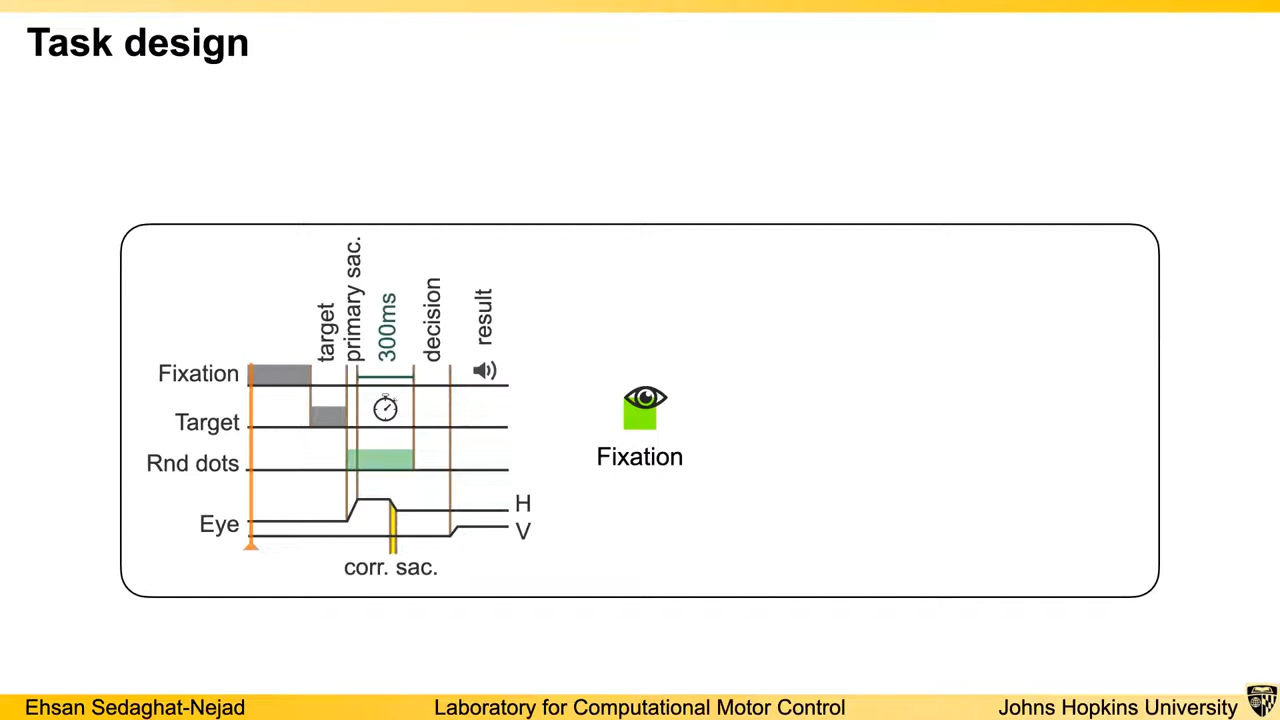 Task design
target
primary sac.
300ms
decision
result
Fixation
Target
Rnd dots
Eye
H
V
corr. sac.
Fixation
Ehsan Sedaghat-Nejad
Laboratory for Computational Motor Control
Johns Hopkins University